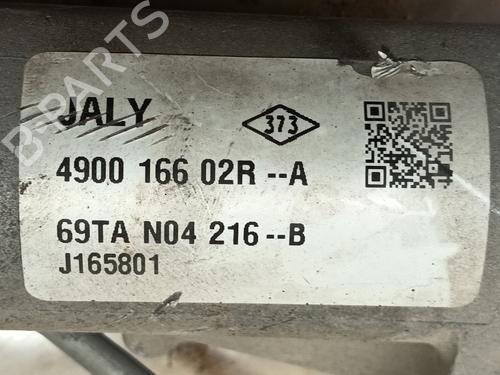 JALY
373
4900 166 02R --A
69TA N04 216 --B
J165801
B-PARTS